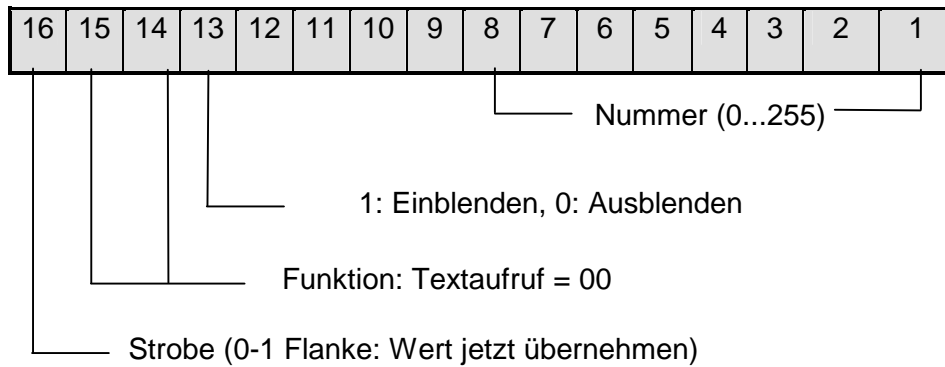 16 15 14 13 12 11 10 9 8 7 6 5 4 3 2 1
Nummer (0...255)
1: Einblenden, 0: Ausblenden
Funktion: Textaufruf = 00
Strobe (0-1 Flanke: Wert jetzt übernehmen)